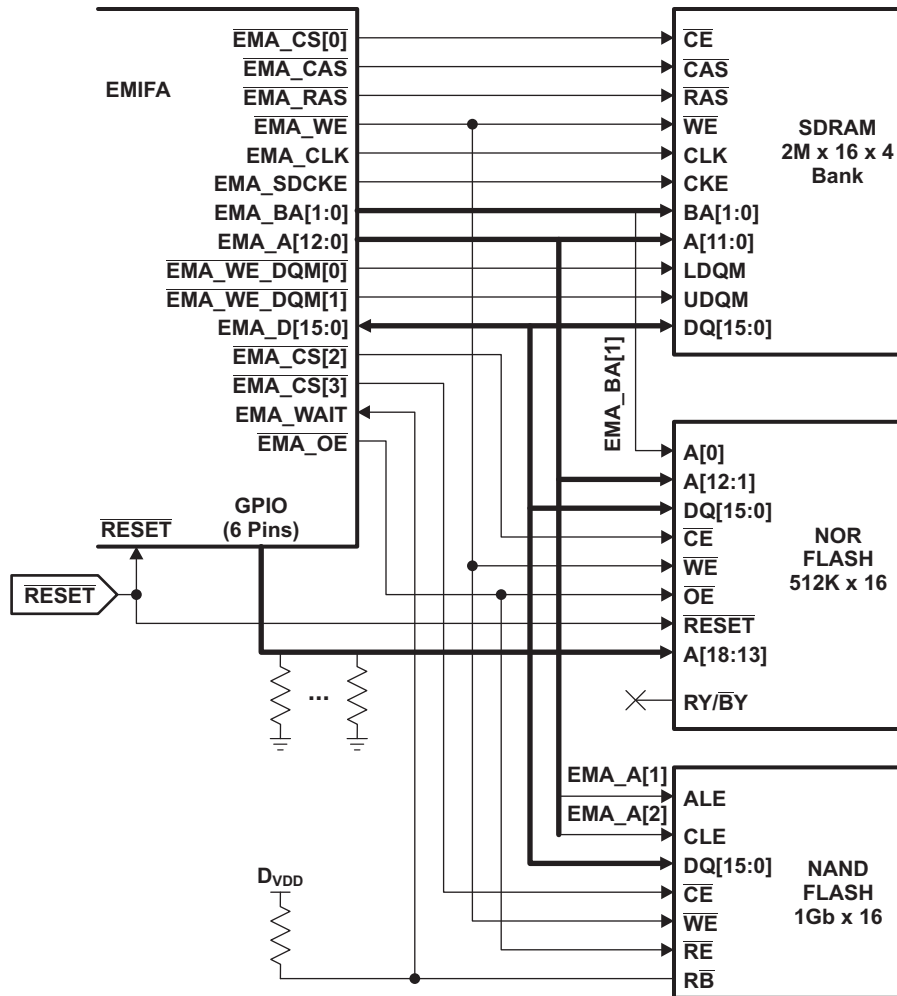 EMIFA
EMA_CS[0]
EMA_CAS
EMA_RAS
EMA_WE
EMA_CLK
EMA_SDCKE
EMA_BA[1:0]
EMA_A[12:0]
EMA_WE_DQM[0]
EMA_WE_DQM[1]
EMA_D[15:0]
EMA_CS[2]
EMA_CS[3]
EMA_WAIT
EMA_OE
GPIO
(6 Pins)
RESET
RESET
...
CE
CAS
RAS
WE
CLK
CKE
BA[1:0]
A[11:0]
LDQM
UDQM
DQ[15:0]
SDRAM
2M x 16 x 4
Bank
EMA_BA[1]
A[0]
A[12:1]
DQ[15:0]
CE
WE
OE
RESET
A[18:13]
RY/BY
NOR
FLASH
512K x 16
EMA_A[1]
EMA_A[2]
ALE
CLE
DQ[15:0]
CE
WE
RE
RB
NAND
FLASH
1Gb x 16
DVDD